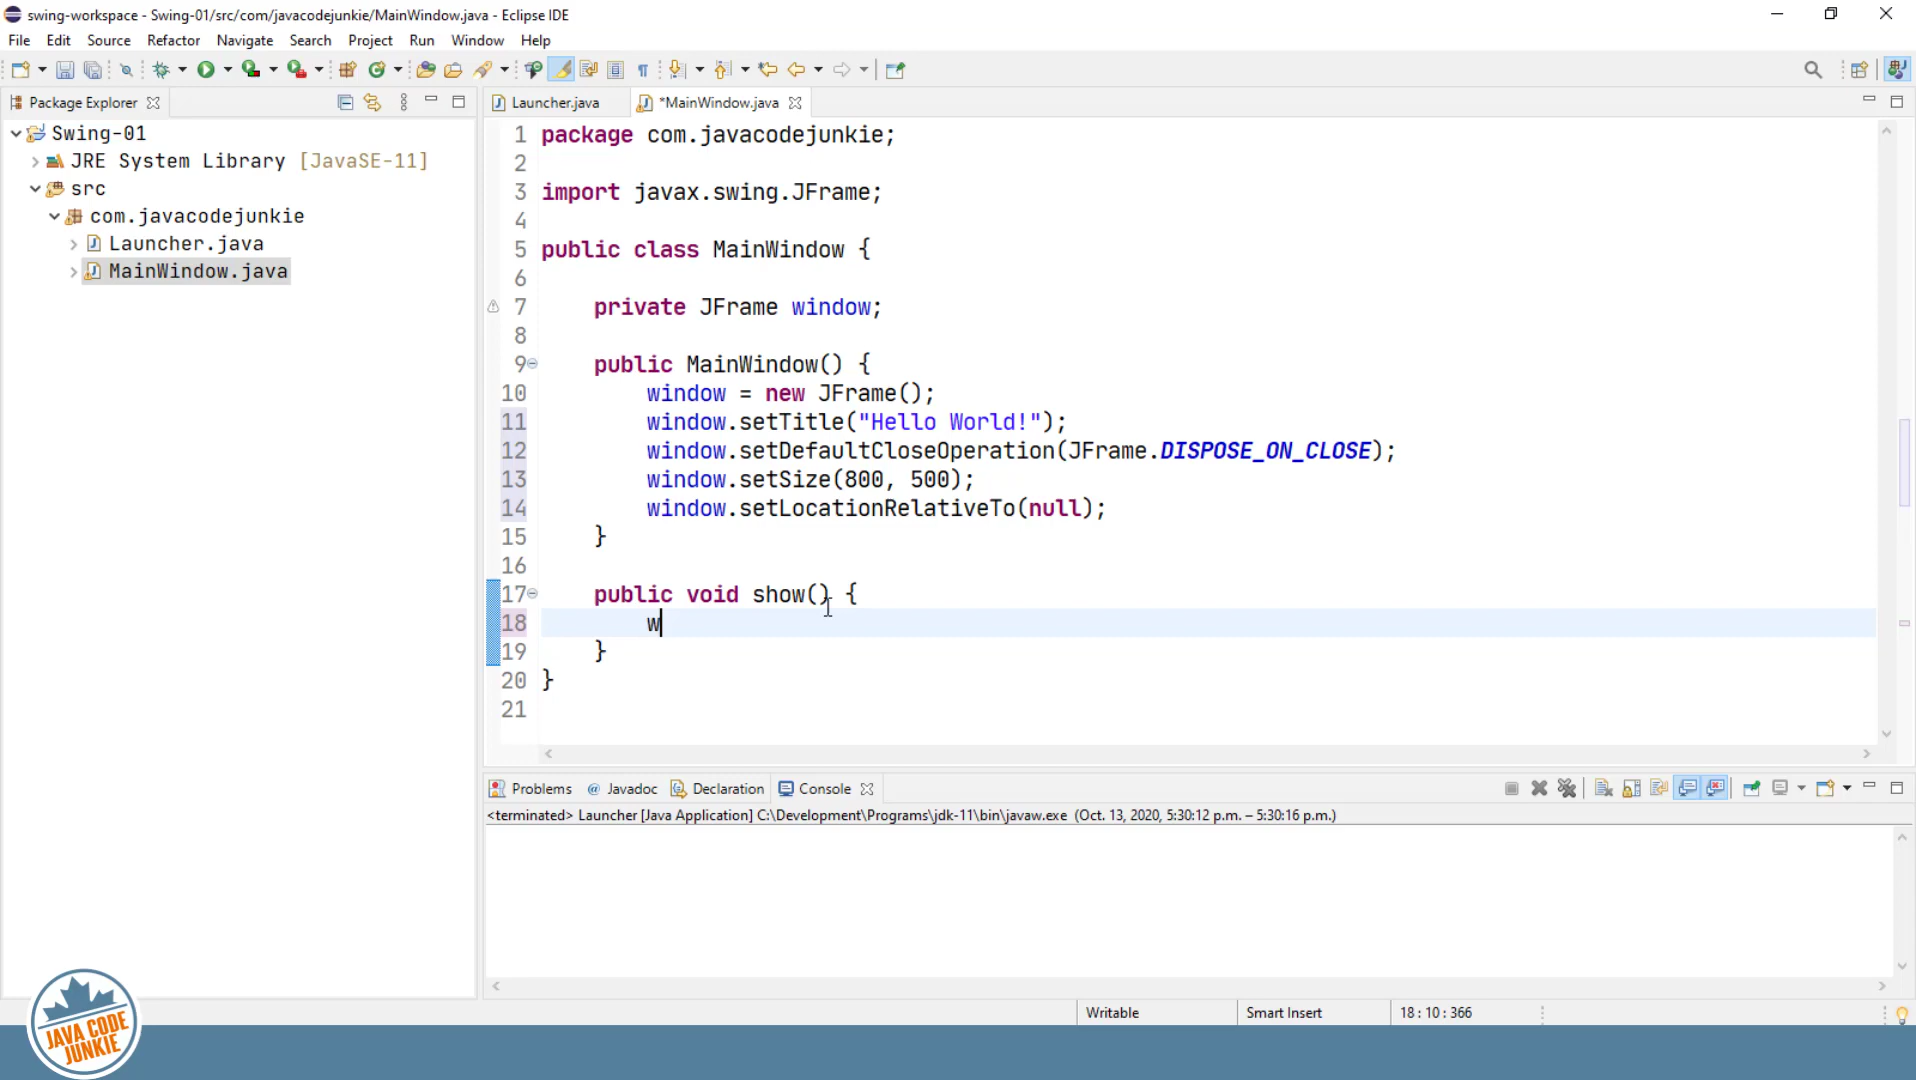 swing-workspace - Swing-01/src/com/javacodejunkie/MainWindow.java - Eclipse IDE
File Edit Source Refactor Navigate Search Project Run Window Help
Package Explorer
Launcher.java *MainWindow.java
Swing-01
JRE System Library [JavaSE-11]
src
com.javacodejunkie
Launcher.java
MainWindow.java
1 package com.javacodejunkie;
2
3 import javax.swing.JFrame;
4
5 public class MainWindow {
6
7 private JFrame window;
8
9 public MainWindow() {
10 window = new JFrame();
11 window.setTitle("Hello World!");
12 window.setDefaultCloseOperation(JFrame.DISPOSE_ON_CLOSE);
13 window.setSize(800, 500);
14 window.setLocationRelativeTo(null);
15 }
16
17 public void show() {
18 w
19 }
20 }
21
Problems @ Javadoc Declaration Console
<terminated> Launcher [Java Application] C:\Development\Programs\jdk-11\bin\javaw.exe (Oct. 13, 2020, 5:30:12 p.m. – 5:30:16 p.m.)
Writable Smart Insert 18 : 10 : 366
JAVA CODE
JUNKIE